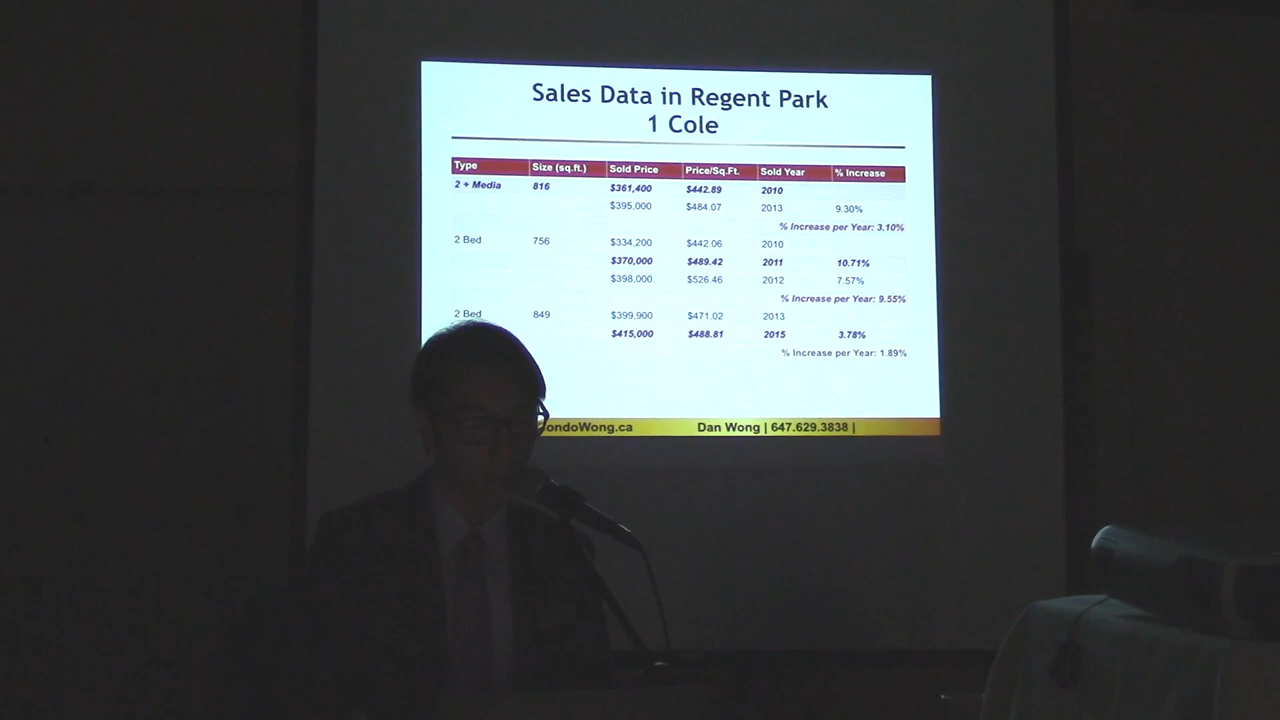 Sales Data in Regent Park
1 Cole
Type Size (sq.ft.) Sold Price Price/Sq.Ft. Sold Year % Increase
2 + Media 816 $361,400 $442.89 2010
$395,000 $484.07 2013 9.30%
% Increase per Year: 3.10%
2 Bed 756 $334,200 $442.06 2010
$370,000 $489.42 2011 10.71%
$398,000 $526.46 2012 7.57%
% Increase per Year: 9.55%
2 Bed 849 $399,900 $471.02 2013
$415,000 $488.81 2015 3.78%
% Increase per Year: 1.89%
ondoWong.ca Dan Wong | 647.629.3838 |